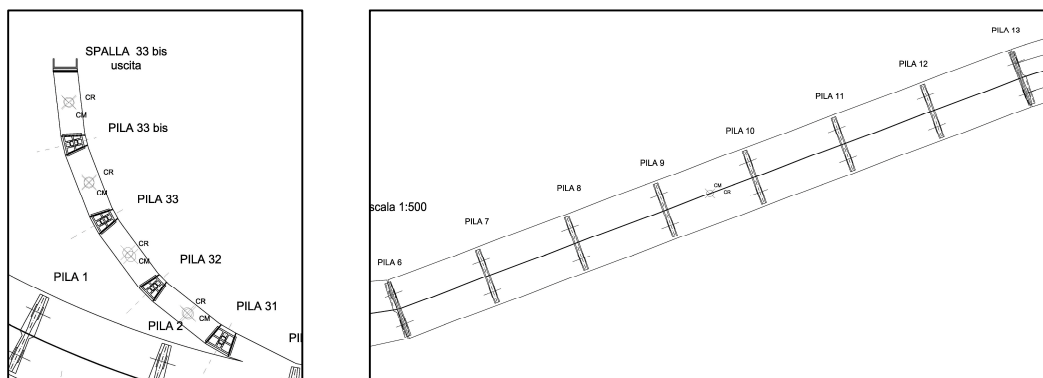 SPALLA 33 bis
uscita
CR
CM
PILA 33 bis
CR
CM
PILA 33
CR
CM
PILA 32
CR
CM
PILA 31
PILA 1
PILA 2
PILA 13
PILA 12
PILA 11
PILA 10
PILA 9
CM
CR
PILA 8
scala 1:500
PILA 7
PILA 6